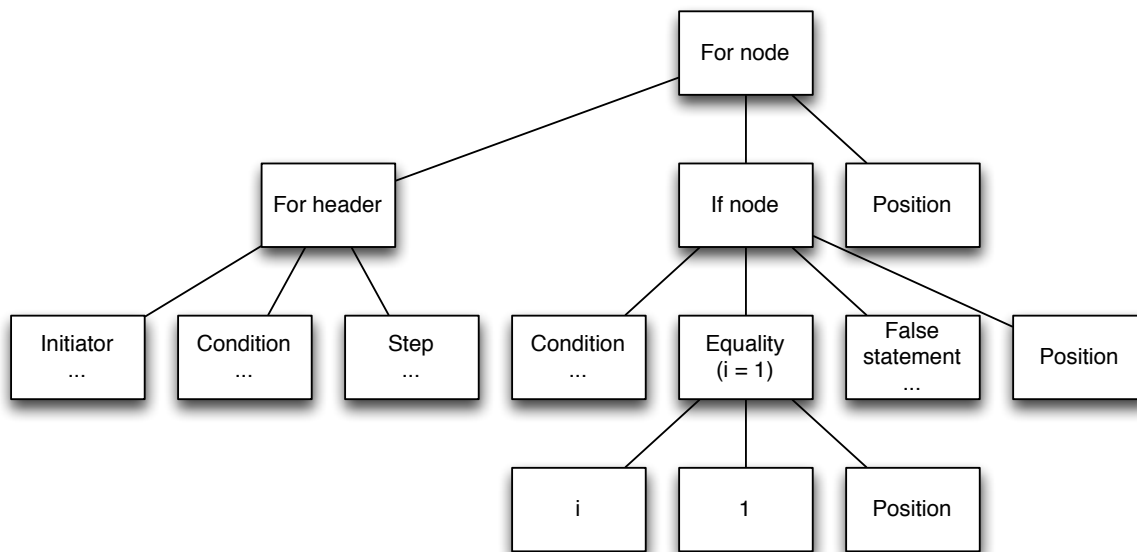 For node
For header
If node
Position
Initiator
...
Condition
...
Step
...
Condition
...
Equality
(i = 1)
False
statement
...
Position
i
1
Position